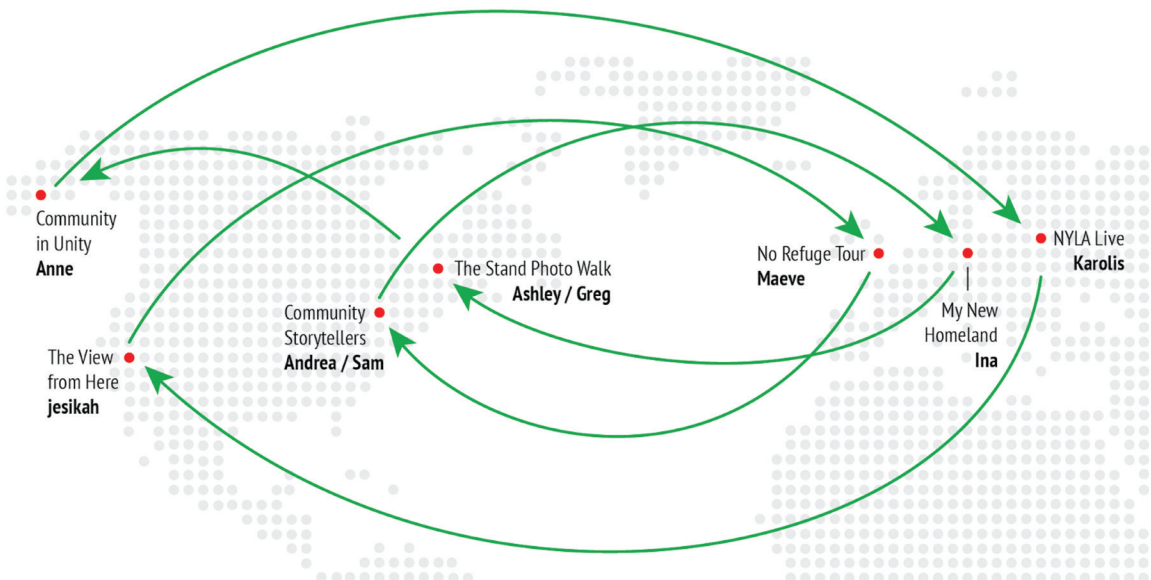 Community
in Unity
Anne
The View
from Here
jesikah
Community
Storytellers
Andrea / Sam
The Stand Photo Walk
Ashley / Greg
No Refuge Tour
Maeve
My New
Homeland
Ina
NYLA Live
Karolis